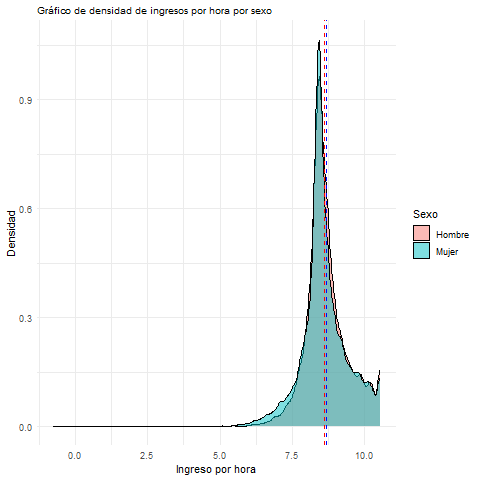 Gráfico de densidad de ingresos por hora por sexo
0.9
0.6
0.3
0.0
Densidad
0.0
2.5
5.0
7.5
10.0
Ingreso por hora
Sexo
Hombre
Mujer